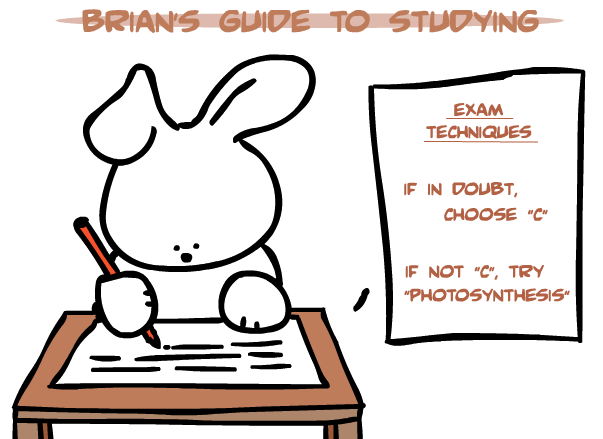 BRIAN'S GUIDE TO STUDYING
EXAM
TECHNIQUES
IF IN DOUBT,
CHOOSE "C"
IF NOT "C", TRY
"PHOTOSYNTHESIS"